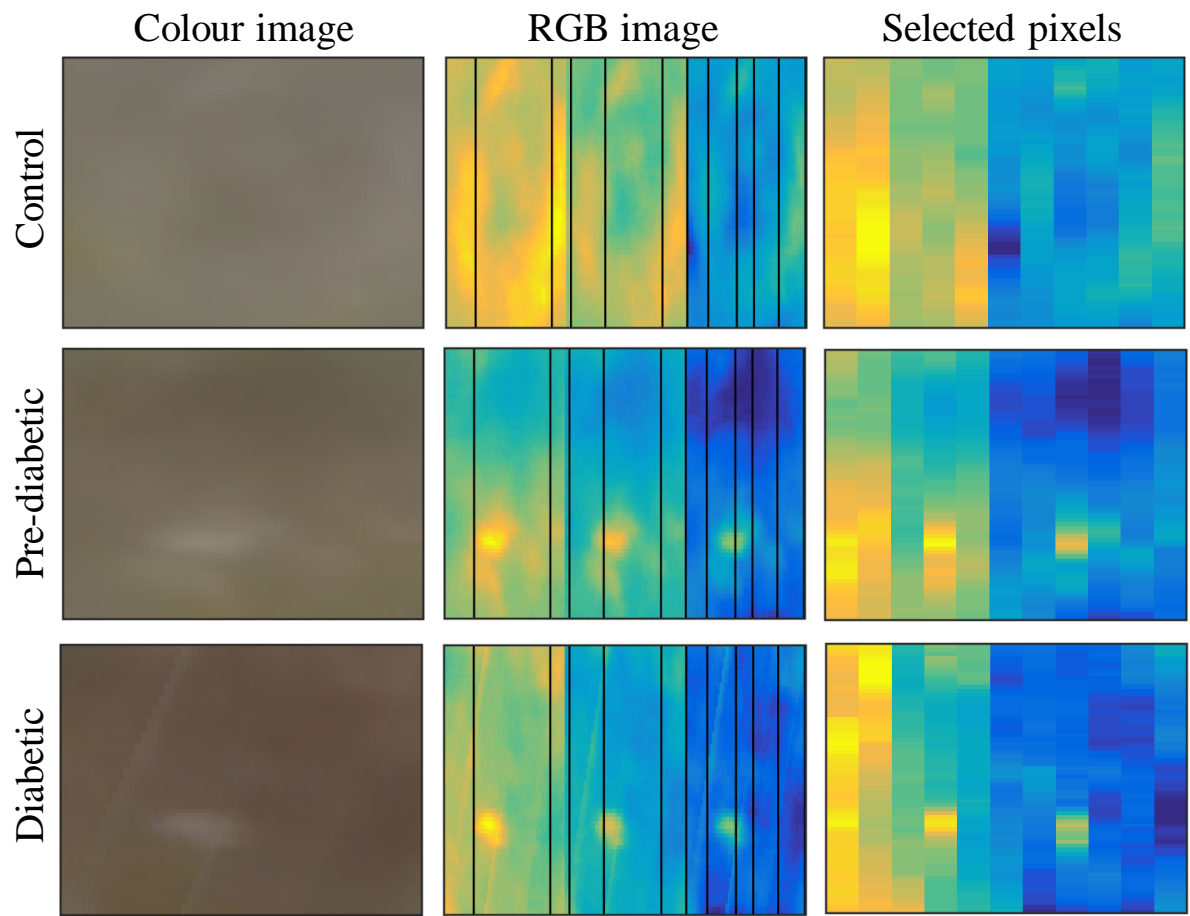 Colour image
RGB image
Selected pixels
Control
Pre-diabetic
Diabetic